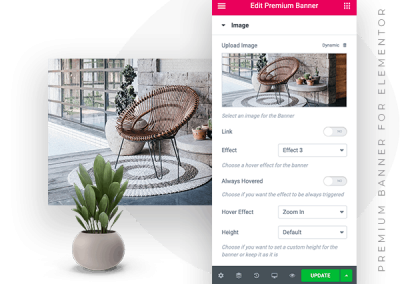 Edit Premium Banner
Image
Upload Image
Dynamic
Select an image for the Banner
Link
Effect
Effect 3
Choose a hover effect for the banner
Always Hovered
Choose if you want the effect to be always triggered
Hover Effect
Zoom In
Height
Default
Choose if you want to set a custom height for the
banner or keep it as it is
UPDATE
PREMIUM BANNER FOR ELEMENTOR